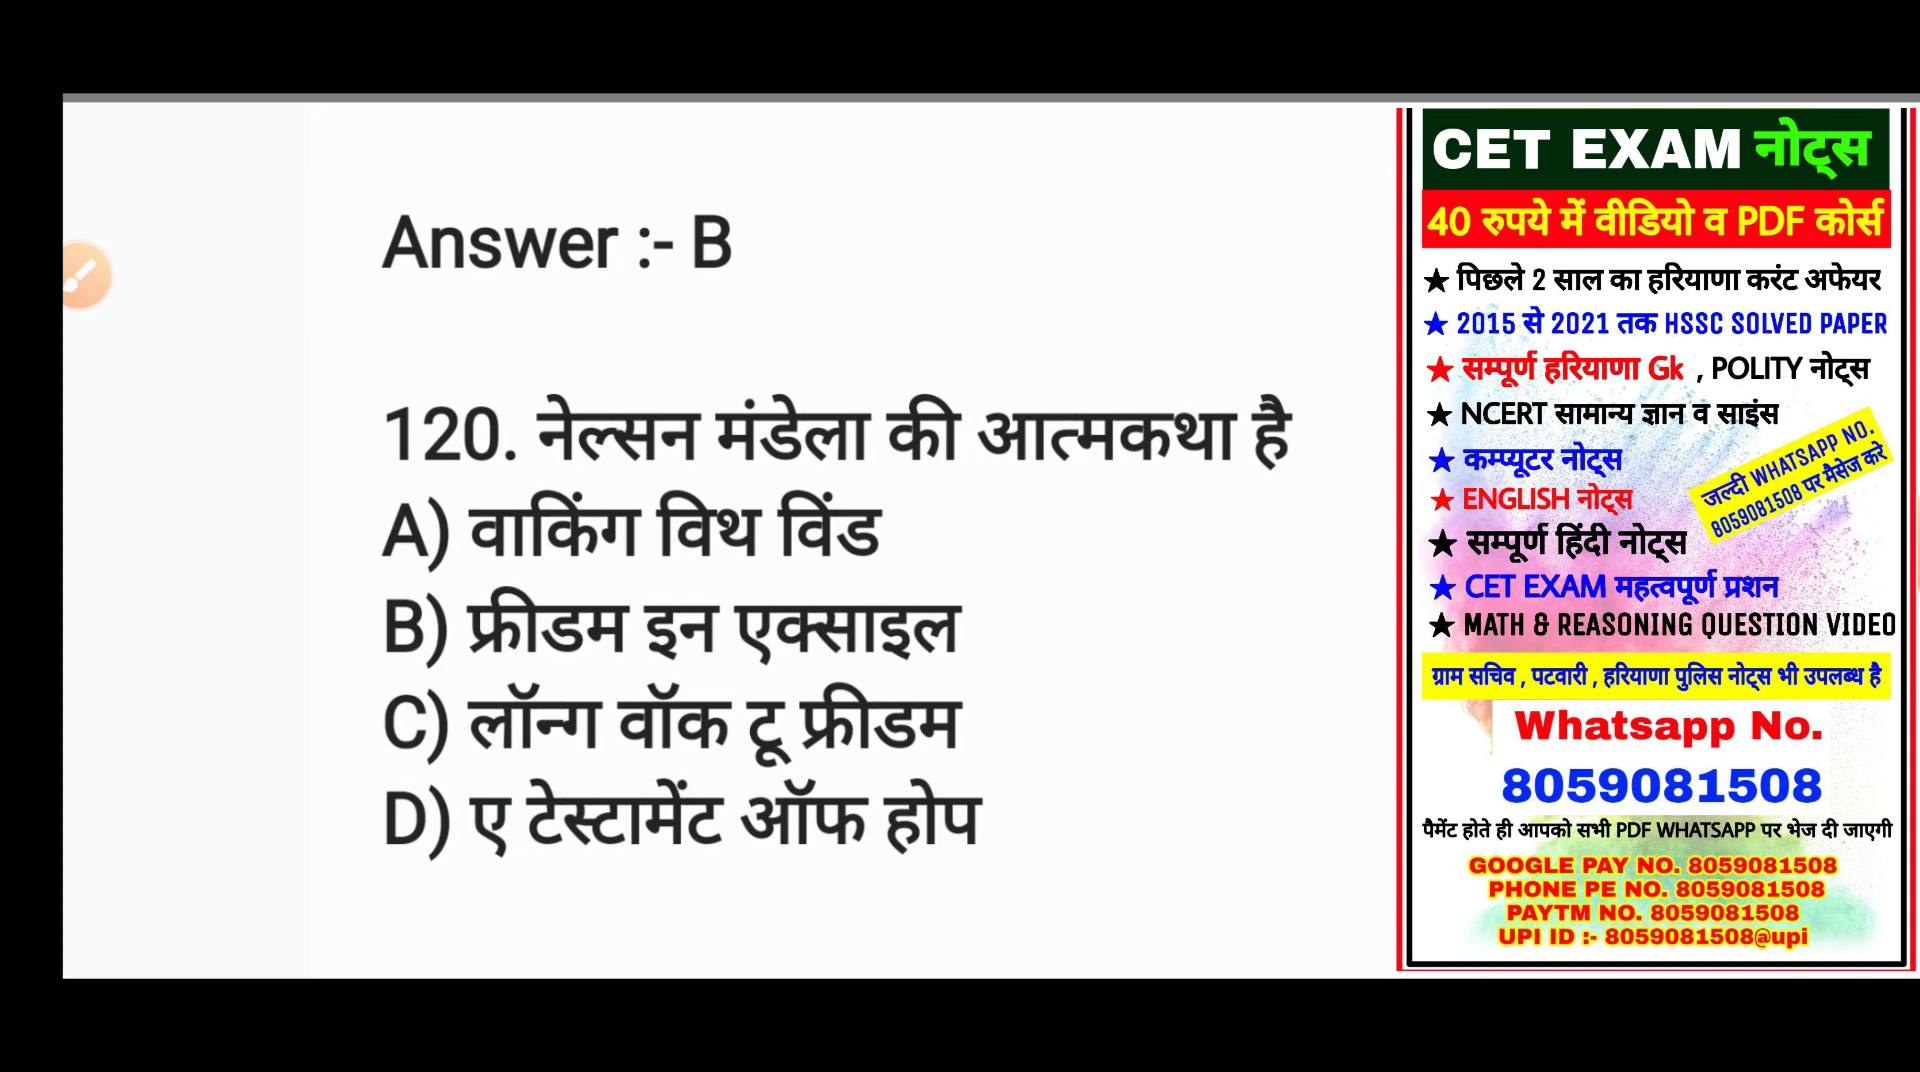 Answer :- B
120. नेल्सन मंडेला की आत्मकथा है
A) वाकिंग विथ विंड
B) फ्रीडम इन एक्साइल
C) लॉन्ग वॉक टू फ्रीडम
D) ए टेस्टामेंट ऑफ होप
CET EXAM नोट्स
40 रुपये में वीडियो व PDF कोर्स
★ पिछले 2 साल का हरियाणा करंट अफेयर
★ 2015 से 2021 तक HSSC SOLVED PAPER
★ सम्पूर्ण हरियाणा Gk , POLITY नोट्स
★ NCERT सामान्य ज्ञान व साइंस
★ कम्प्यूटर नोट्स
★ ENGLISH नोट्स
जल्दी WHATSAPP NO.
8059081508 पर मैसेज करे
★ सम्पूर्ण हिंदी नोट्स
★ CET EXAM महत्वपूर्ण प्रशन
★ MATH & REASONING QUESTION VIDEO
ग्राम सचिव , पटवारी , हरियाणा पुलिस नोट्स भी उपलब्ध है
Whatsapp No.
8059081508
पैमेंट होते ही आपको सभी PDF WHATSAPP पर भेज दी जाएगी
GOOGLE PAY NO. 8059081508
PHONE PE NO. 8059081508
PAYTM NO. 8059081508
UPI ID :- 8059081508@upi